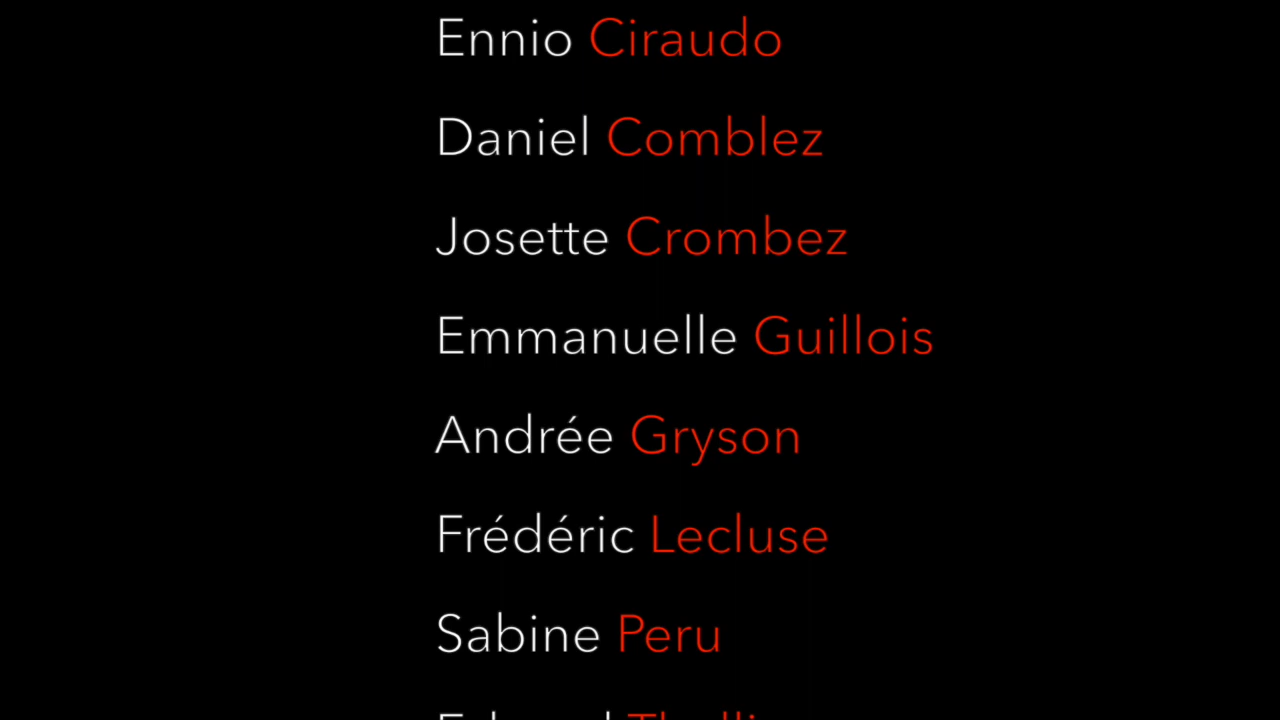 Ennio Ciraudo
Daniel Comblez
Josette Crombez
Emmanuelle Guillois
Andrée Gryson
Frédéric Lecluse
Sabine Peru